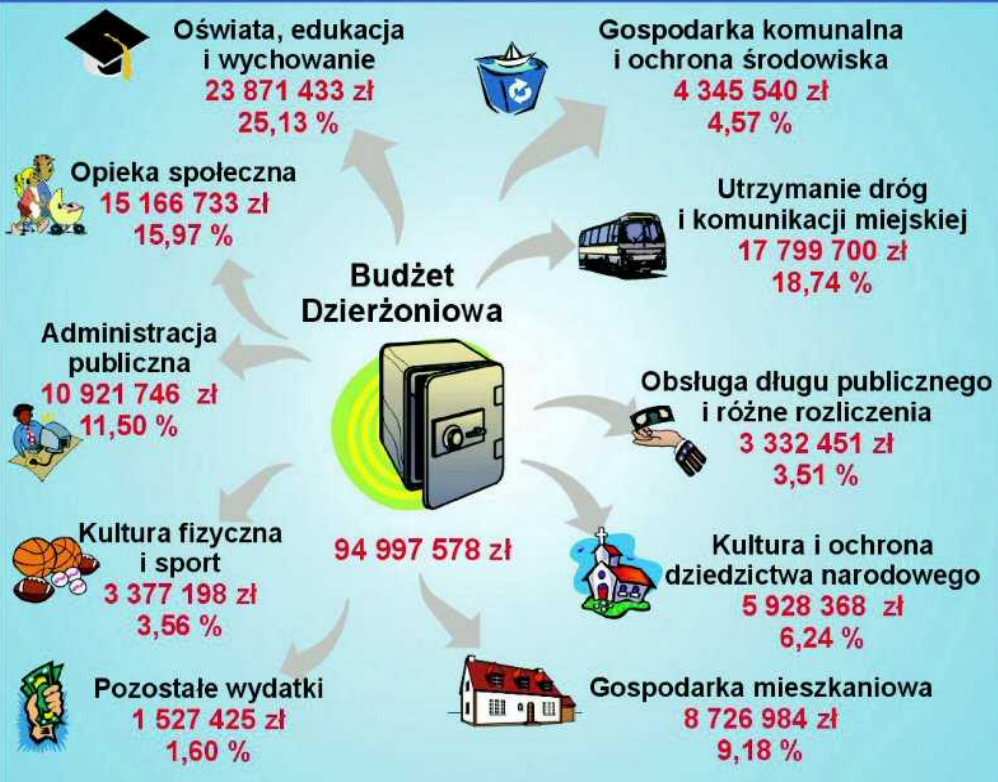 Oświata, edukacja
i wychowanie
23 871 433 zł
25,13 %
Gospodarka komunalna
i ochrona środowiska
4 345 540 zł
4,57 %
Opieka społeczna
15 166 733 zł
15,97 %
Utrzymanie dróg
i komunikacji miejskiej
17 799 700 zł
18,74 %
Budżet
Dzierżoniowa
94 997 578 zł
Administracja
publiczna
10 921 746 zł
11,50 %
Obsługa długu publicznego
i różne rozliczenia
3 332 451 zł
3,51 %
Kultura fizyczna
i sport
3 377 198 zł
3,56 %
Kultura i ochrona
dziedzictwa narodowego
5 928 368 zł
6,24 %
Pozostałe wydatki
1 527 425 zł
1,60 %
Gospodarka mieszkaniowa
8 726 984 zł
9,18 %